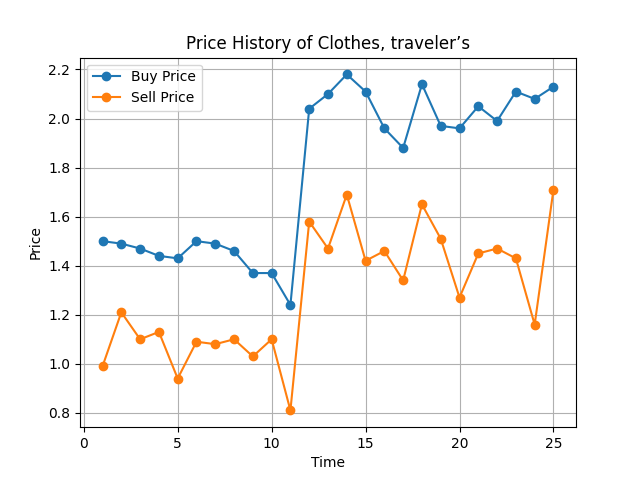 Price History of Clothes, traveler’s
Buy Price
Sell Price
2.2
2.0
1.8
1.6
1.4
1.2
1.0
0.8
Price
0 5 10 15 20 25
Time